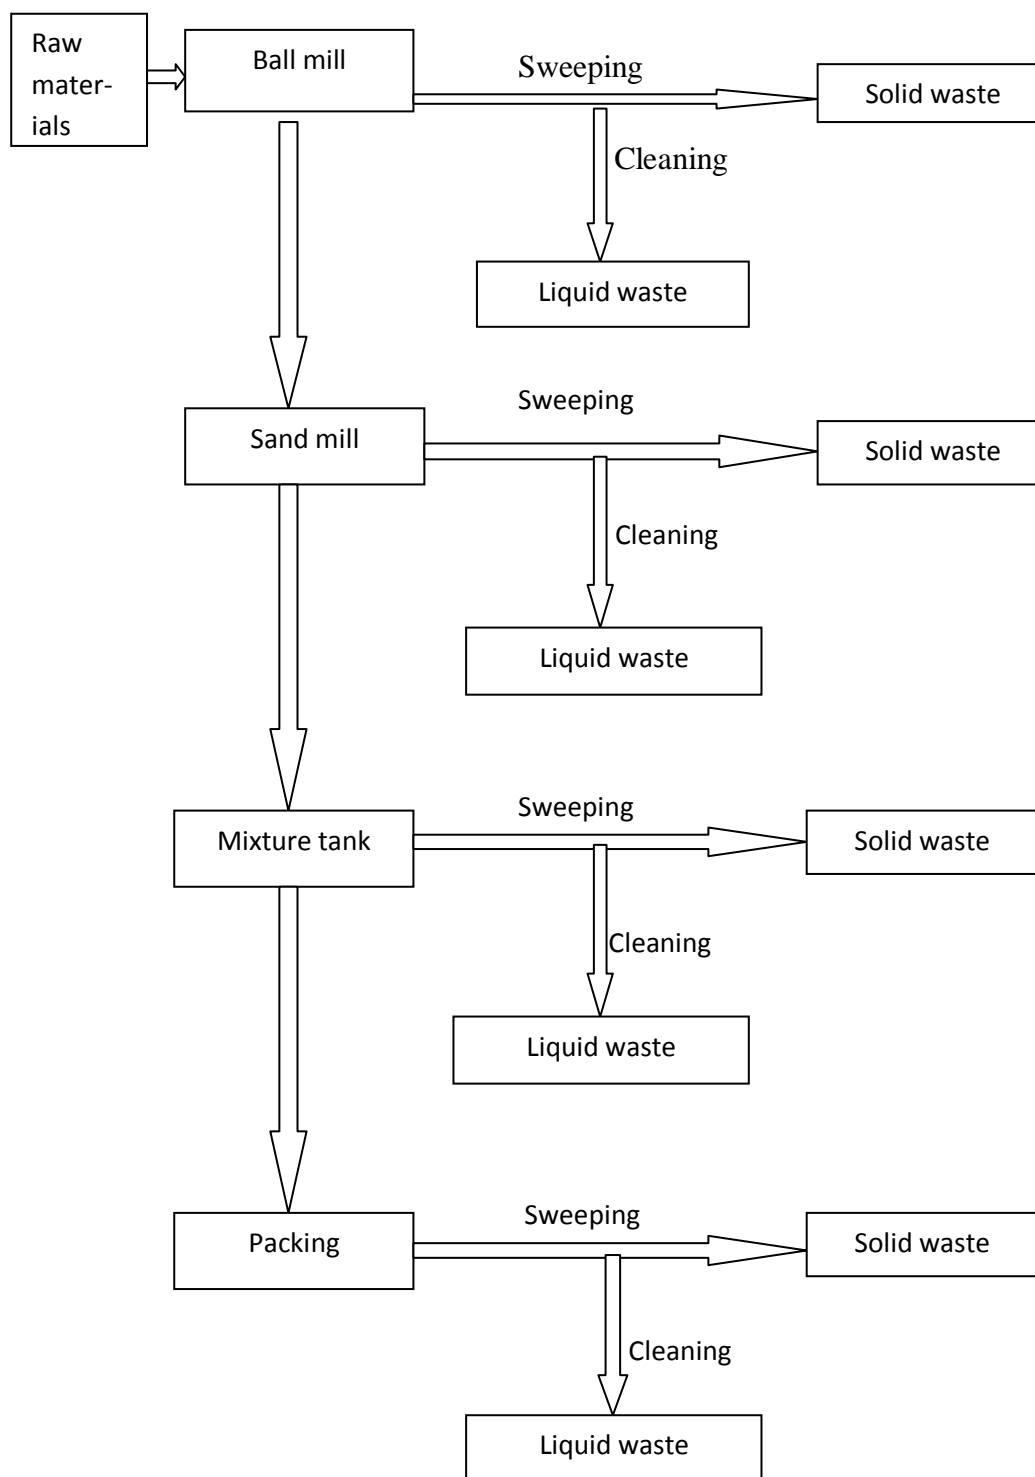 Raw
mater-
ials
Ball mill
Sweeping
Solid waste
Cleaning
Liquid waste
Sweeping
Sand mill
Solid waste
Cleaning
Liquid waste
Sweeping
Mixture tank
Solid waste
Cleaning
Liquid waste
Sweeping
Packing
Solid waste
Cleaning
Liquid waste